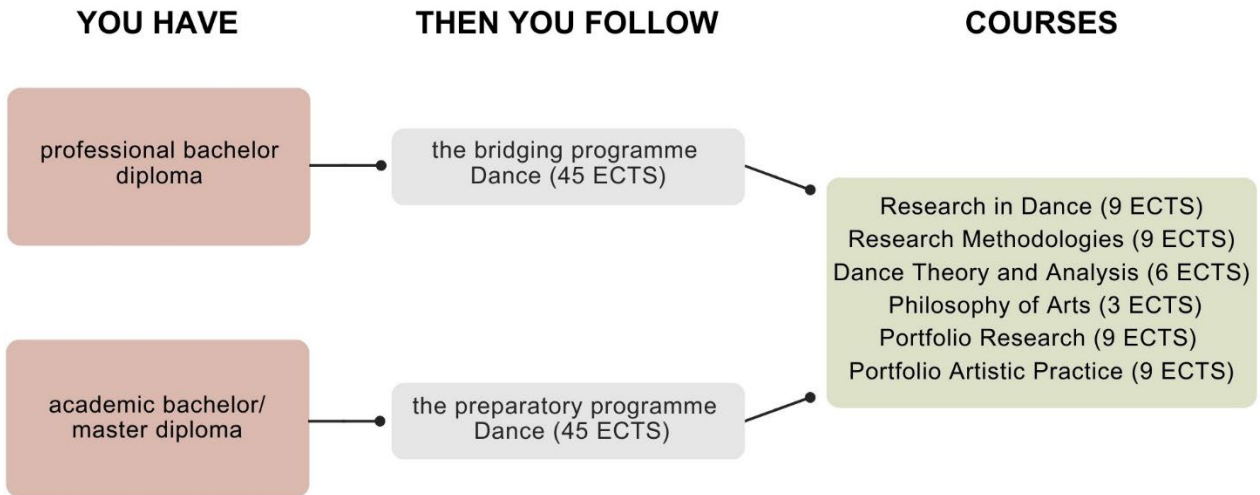 YOU HAVE
THEN YOU FOLLOW
COURSES
professional bachelor
diploma
the bridging programme
Dance (45 ECTS)
academic bachelor/
master diploma
the preparatory programme
Dance (45 ECTS)
Research in Dance (9 ECTS)
Research Methodologies (9 ECTS)
Dance Theory and Analysis (6 ECTS)
Philosophy of Arts (3 ECTS)
Portfolio Research (9 ECTS)
Portfolio Artistic Practice (9 ECTS)